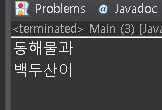 Problems @ Javadoc
<terminated> Main (3) [Java
동해물과
백두산이